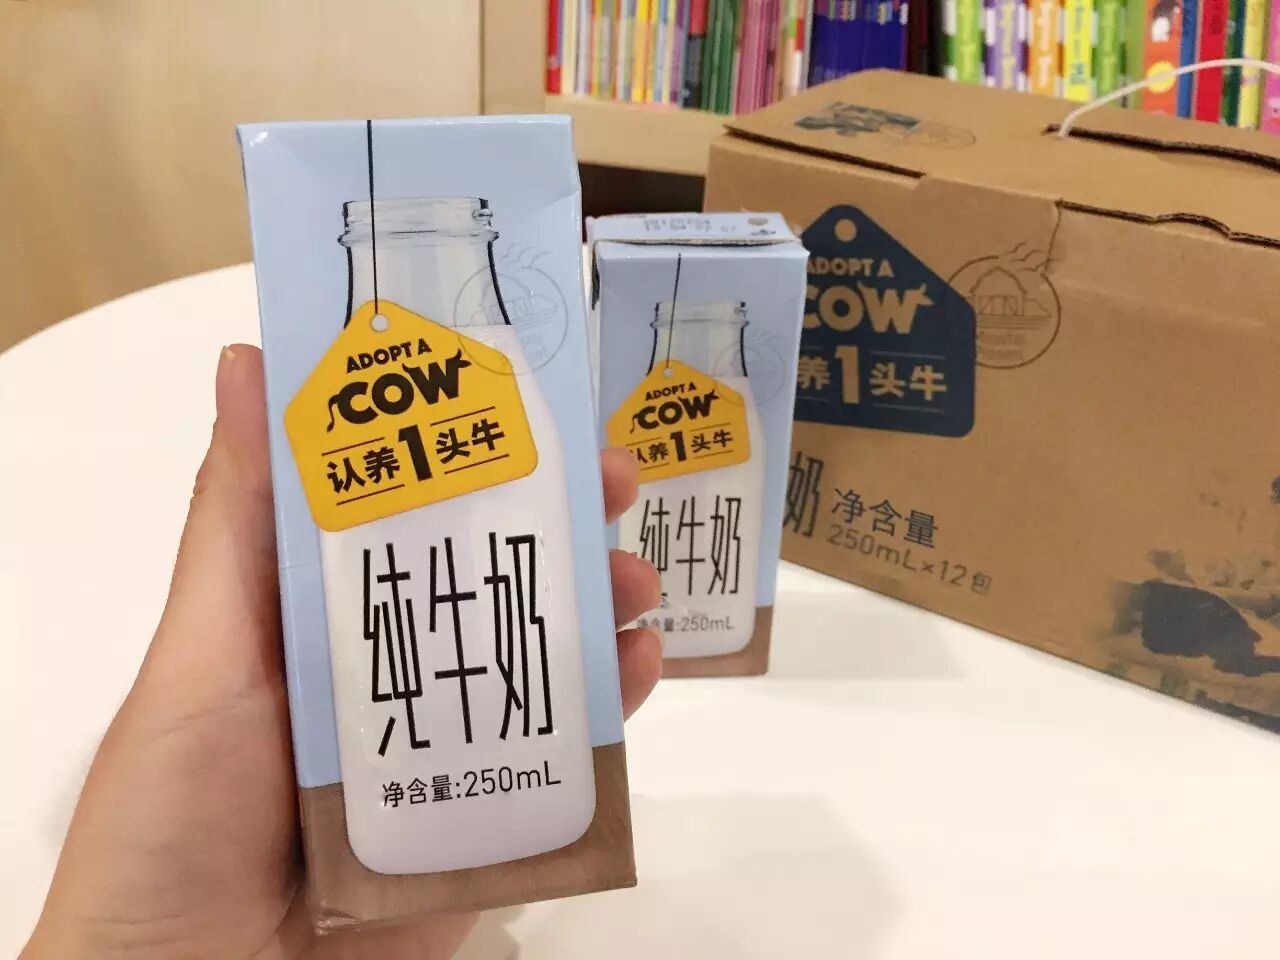 ADOPT A
COW
认养1头牛
纯牛奶
净含量:250mL
ADOPT A
COW
认养1头牛
纯牛奶
净含量:250mL
ADOPT A
COW
养1头牛
奶
净含量
250mL×12包